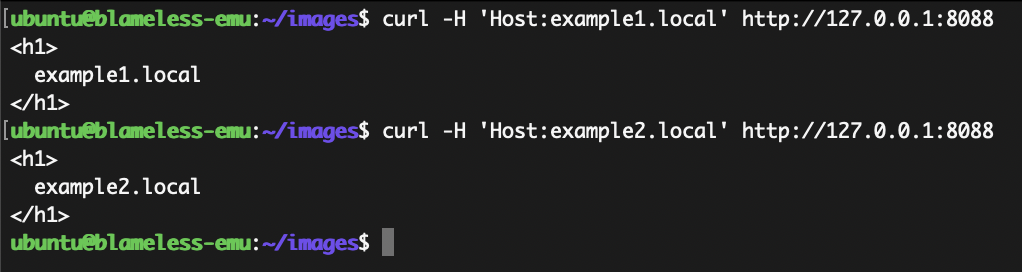 [ubuntu@blameless-emu:~/images$ curl -H 'Host:example1.local' http://127.0.0.1:8088
<h1>
  example1.local
</h1>
[ubuntu@blameless-emu:~/images$ curl -H 'Host:example2.local' http://127.0.0.1:8088
<h1>
  example2.local
</h1>
ubuntu@blameless-emu:~/images$